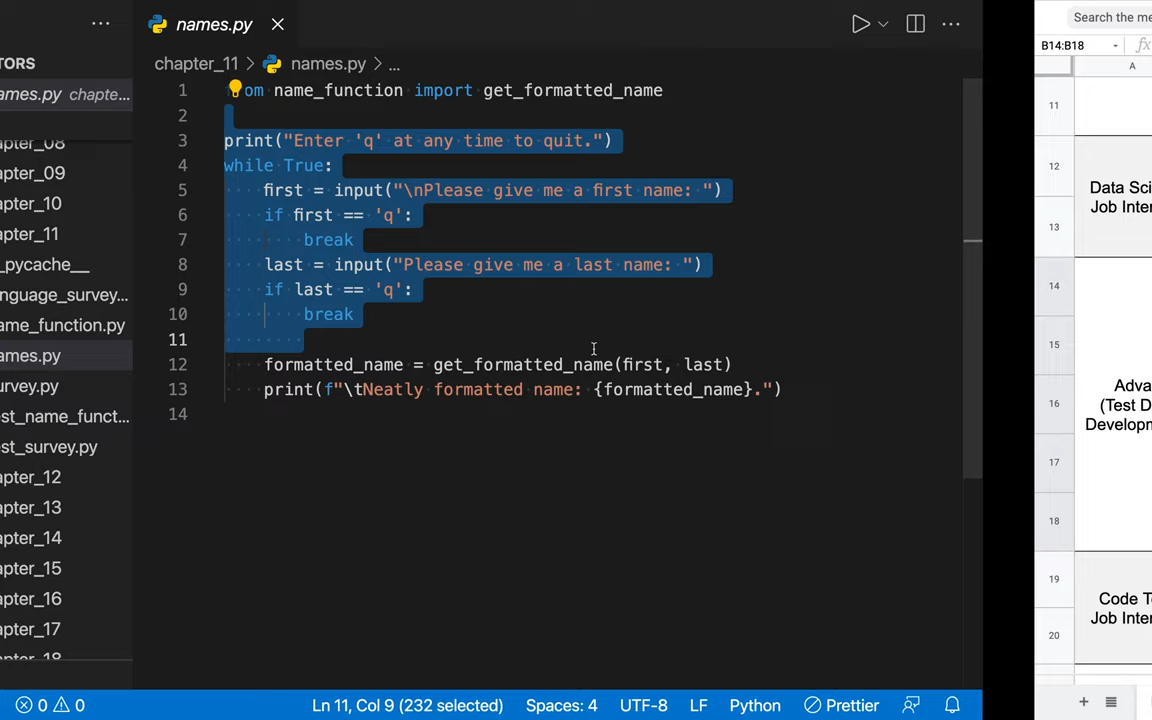 names.py
Search the me
TORS
chapter_11 > names.py > ...
B14:B18
ames.py chapte...
1 om name_function import get_formatted_name
2
3 print("Enter 'q' at any time to quit.")
4 while True:
5 first = input("\nPlease give me a first name: ")
6 if first == 'q':
7 break
8 last = input("Please give me a last name: ")
9 if last == 'q':
10 break
11
12 formatted_name = get_formatted_name(first, last)
13 print(f"\tNeatly formatted name: {formatted_name}.")
14
apter_08
apter_09
apter_10
apter_11
_pycache__
nguage_survey...
ame_function.py
ames.py
urvey.py
est_name_funct...
st_survey.py
apter_12
apter_13
apter_14
apter_15
apter_16
apter_17
apter_18
A
11
12
Data Sci
Job Inter
13
14
15
Adva
16
(Test D
Developm
17
18
19
Code T
Job Inter
20
0 0
Ln 11, Col 9 (232 selected) Spaces: 4 UTF-8 LF Python Prettier